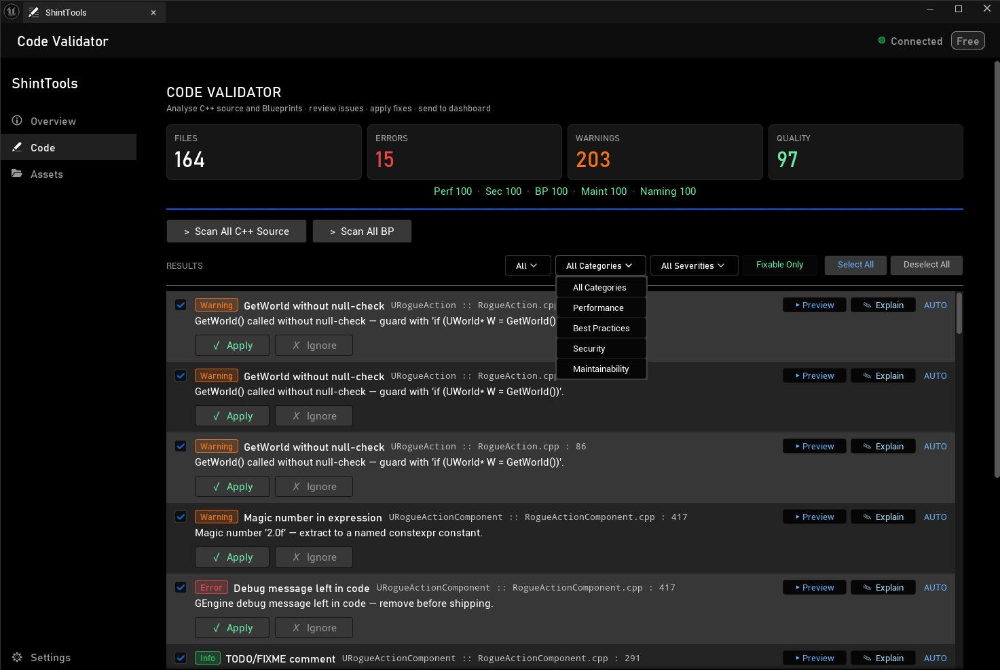 ShintTools
Code Validator
Connected
Free
ShintTools
Overview
Code
Assets
Settings
CODE VALIDATOR
Analyse C++ source and Blueprints · review issues · apply fixes · send to dashboard
FILES
164
ERRORS
15
WARNINGS
203
QUALITY
97
Perf 100 · Sec 100 · BP 100 · Maint 100 · Naming 100
> Scan All C++ Source
> Scan All BP
RESULTS
All
All Categories
All Severities
Fixable Only
Select All
Deselect All
All Categories
Performance
Best Practices
Security
Maintainability
Warning GetWorld without null-check URogueAction :: RogueAction.cpp
Preview
Explain
AUTO
GetWorld() called without null-check — guard with 'if (UWorld* W = GetWorld()
√ Apply
X Ignore
Warning GetWorld without null-check URogueAction :: RogueAction.cpp
Preview
Explain
AUTO
GetWorld() called without null-check — guard with 'if (UWorld* W = GetWorld())'.
√ Apply
X Ignore
Warning GetWorld without null-check URogueAction :: RogueAction.cpp : 86
Preview
Explain
AUTO
GetWorld() called without null-check — guard with 'if (UWorld* W = GetWorld())'.
√ Apply
X Ignore
Warning Magic number in expression URogueActionComponent :: RogueActionComponent.cpp : 417
Preview
Explain
AUTO
Magic number '2.0f' — extract to a named constexpr constant.
√ Apply
X Ignore
Error Debug message left in code URogueActionComponent :: RogueActionComponent.cpp : 417
Preview
Explain
AUTO
GEngine debug message left in code — remove before shipping.
√ Apply
X Ignore
Info TODO/FIXME comment URogueActionComponent :: RogueActionComponent.cpp : 291
Preview
Explain
AUTO